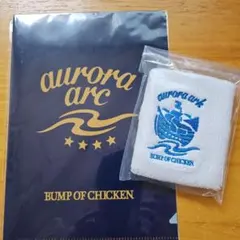 aurora
arc
BUMP OF CHICKEN
aurora ark
BUMP OF CHICKEN